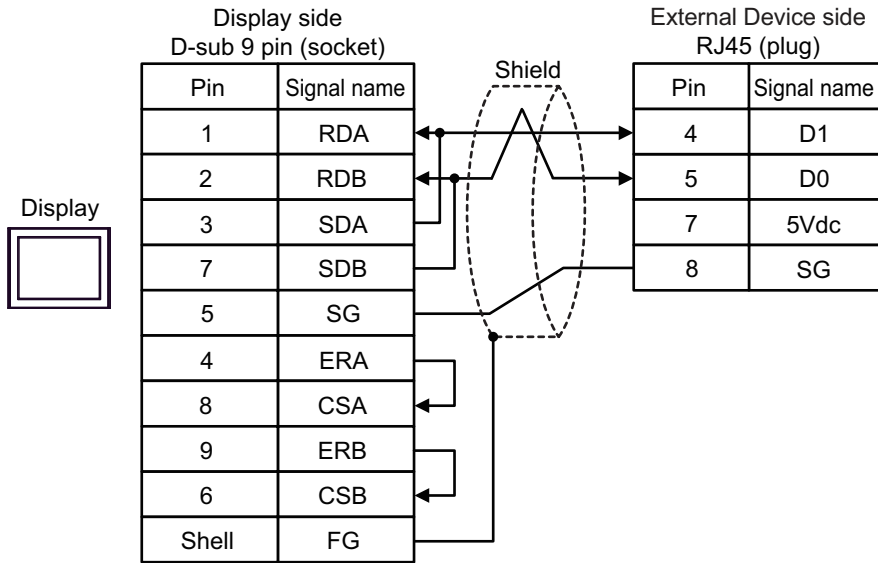 Display side
D-sub 9 pin (socket)
External Device side
RJ45 (plug)
Shield
Display
Pin Signal name
1 RDA
2 RDB
3 SDA
7 SDB
5 SG
4 ERA
8 CSA
9 ERB
6 CSB
Shell FG
Pin Signal name
4 D1
5 D0
7 5Vdc
8 SG